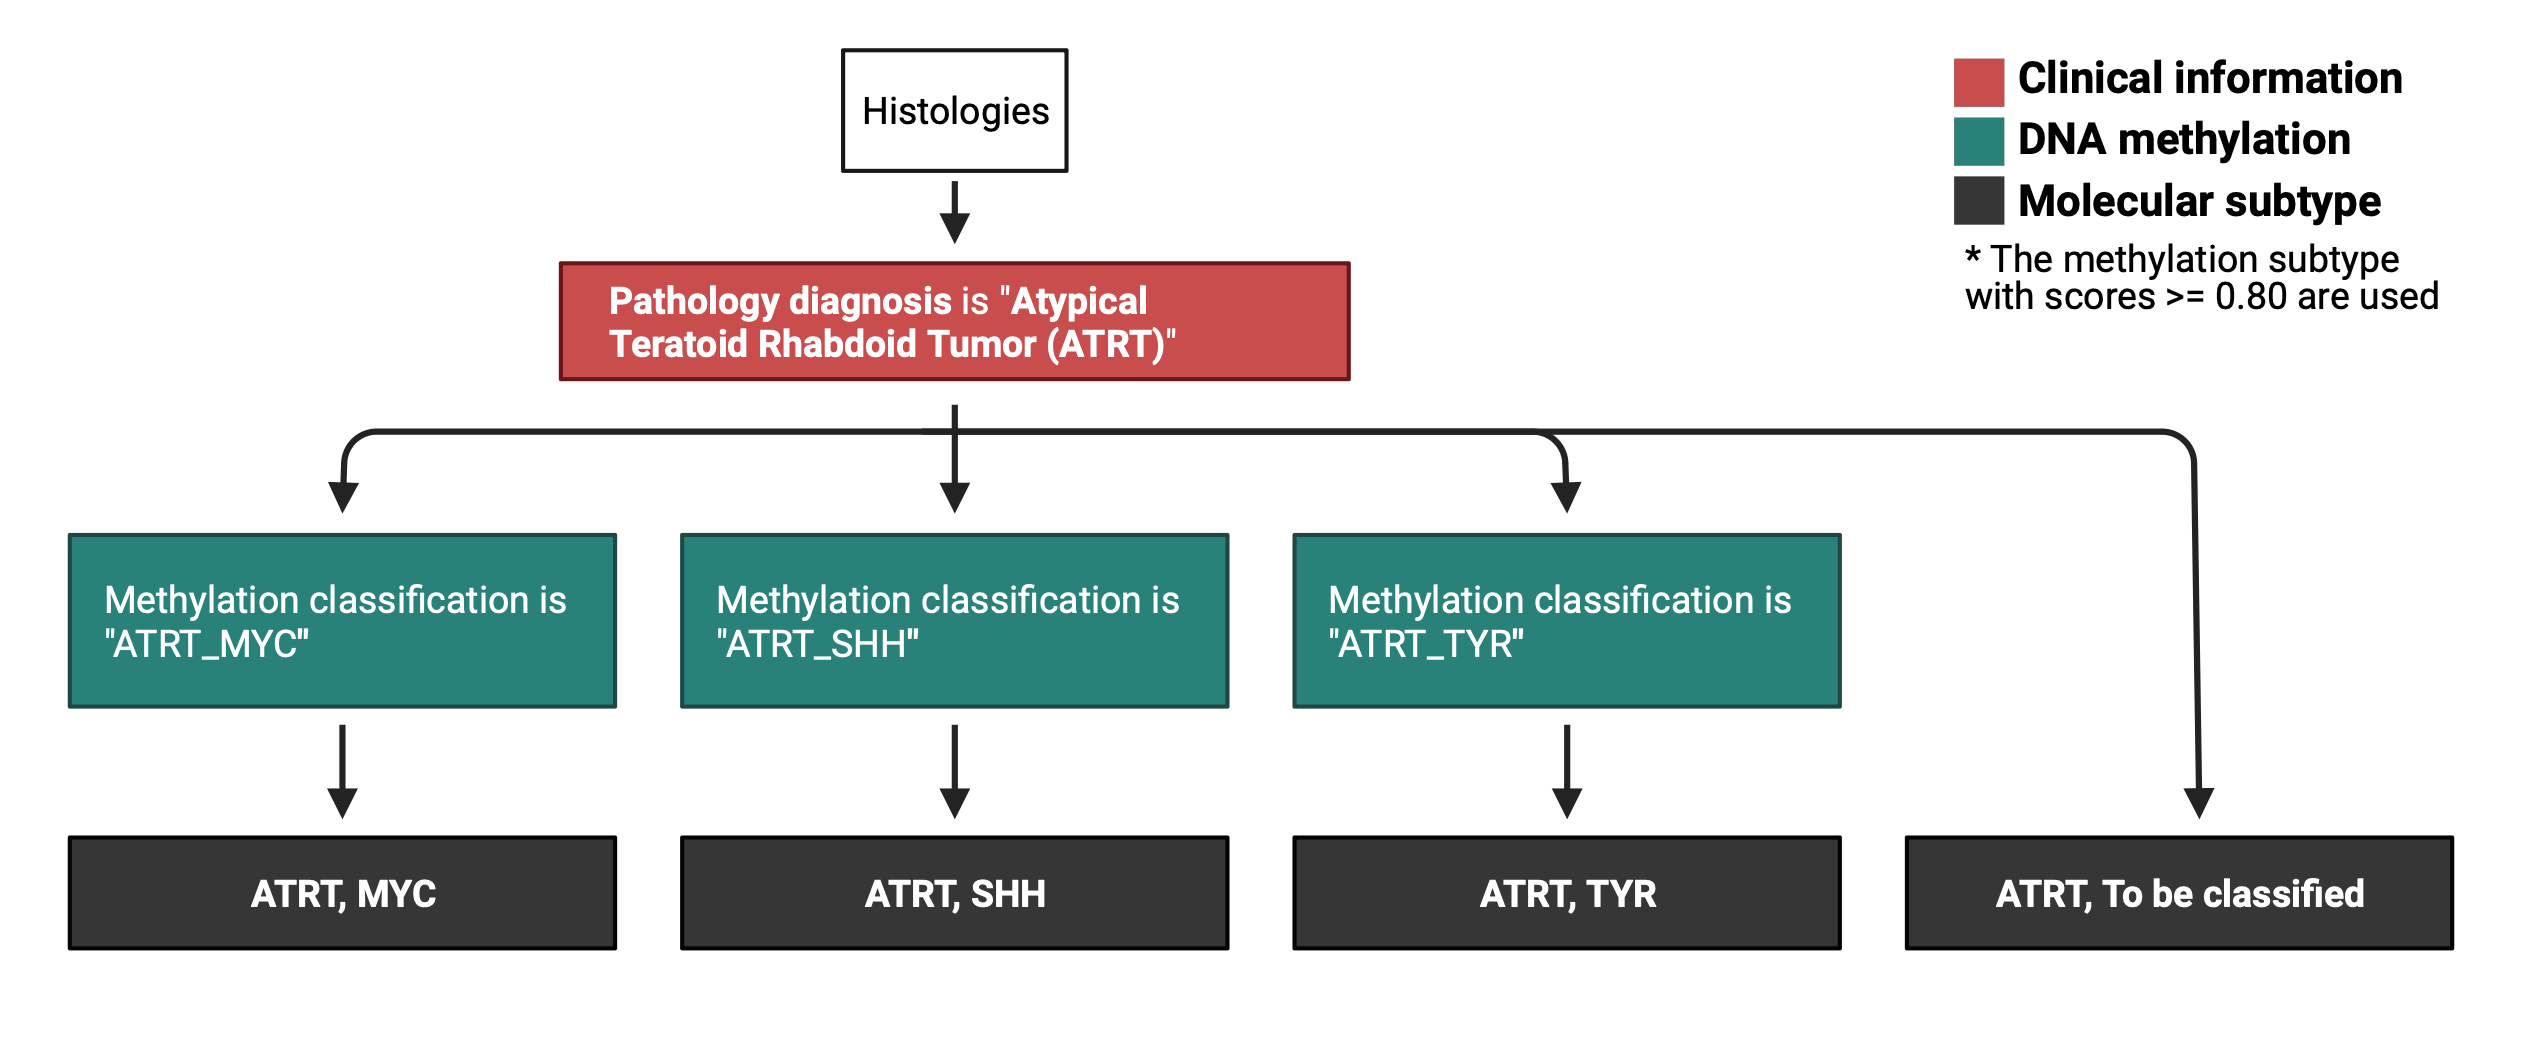 Histologies
Clinical information
DNA methylation
Molecular subtype
* The methylation subtype
with scores >= 0.80 are used
Pathology diagnosis is "Atypical
Teratoid Rhabdoid Tumor (ATRT)"
Methylation classification is
"ATRT_MYC"
Methylation classification is
"ATRT_SHH"
Methylation classification is
"ATRT_TYR"
ATRT, MYC
ATRT, SHH
ATRT, TYR
ATRT, To be classified